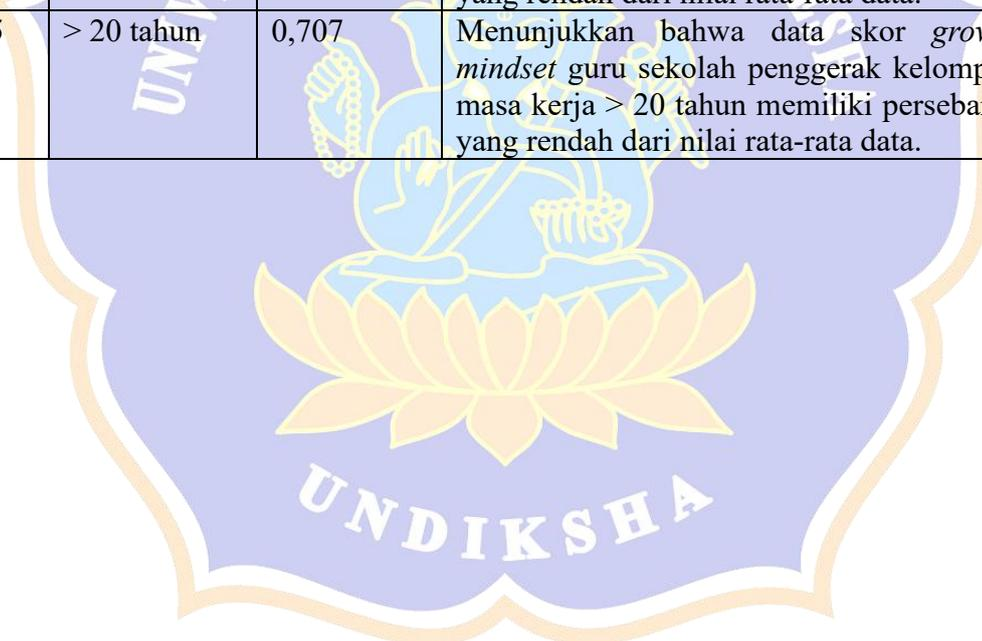 yang rendah dari nilai rata-rata data.
> 20 tahun 0,707 Menunjukkan bahwa data skor
mindset guru sekolah penggerak
masa kerja > 20 tahun memiliki
yang rendah dari nilai rata-rata data.
UNDIKSHA